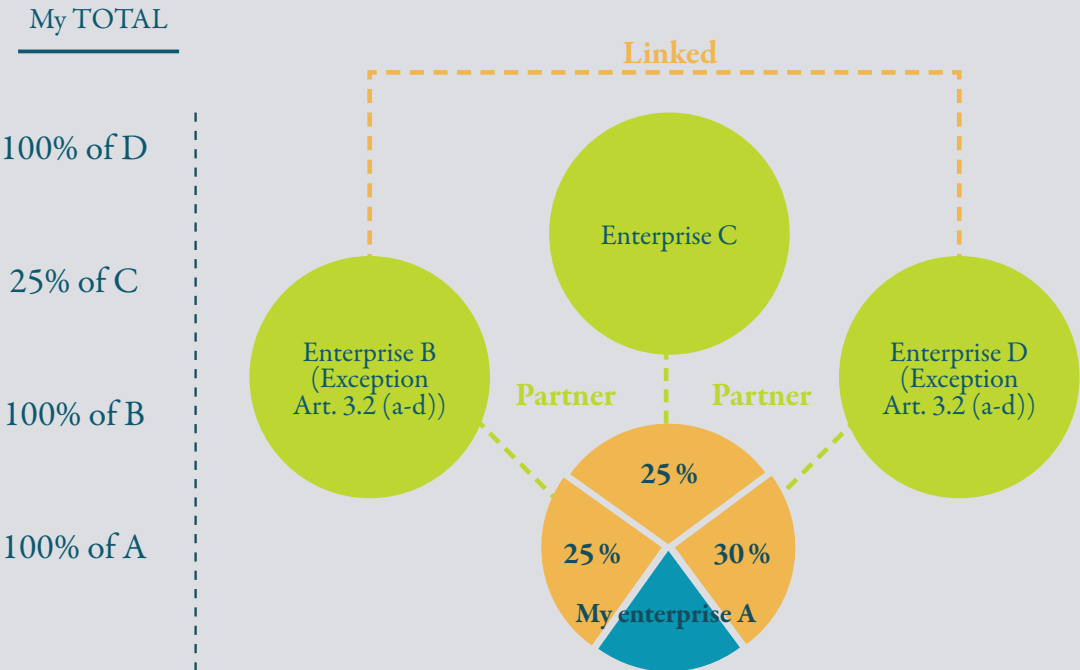 My TOTAL
100% of D
25% of C
100% of B
100% of A
Linked
Enterprise C
Enterprise B
(Exception
Art. 3.2 (a-d))
Enterprise D
(Exception
Art. 3.2 (a-d))
Partner
Partner
25 %
25 %
30 %
My enterprise A